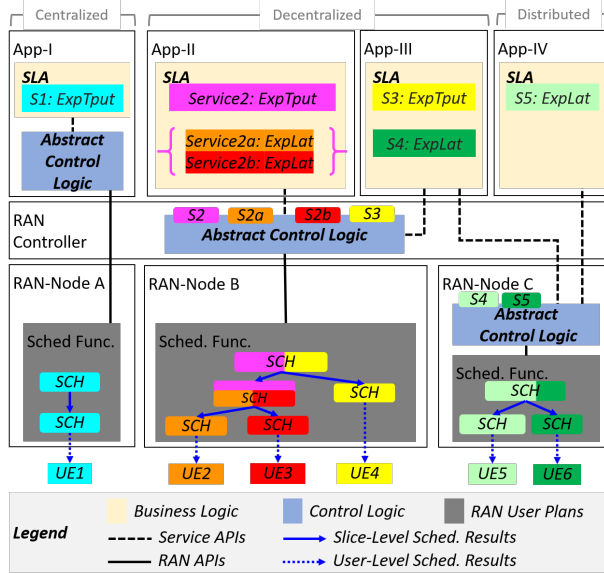 Centralized
Decentralized
Distributed
App-I
App-II
App-III
App-IV
SLA
S1: ExpTput
SLA
Service2: ExpTput
Service2a: ExpLat
Service2b: ExpLat
SLA
S3: ExpTput
S4: ExpLat
SLA
S5: ExpLat
Abstract
Control
Logic
RAN
Controller
S2
S2a
S2b
S3
Abstract Control Logic
RAN-Node A
RAN-Node B
RAN-Node C
S4
S5
Abstract
Control Logic
Sched Func.
SCH
SCH
Sched. Func.
SCH
SCH
SCH
SCH
SCH
Sched. Func.
SCH
SCH
SCH
UE1
UE2
UE3
UE4
UE5
UE6
Legend
Business Logic
Control Logic
RAN User Plans
Service APIs
Slice-Level Sched. Results
RAN APIs
User-Level Sched. Results